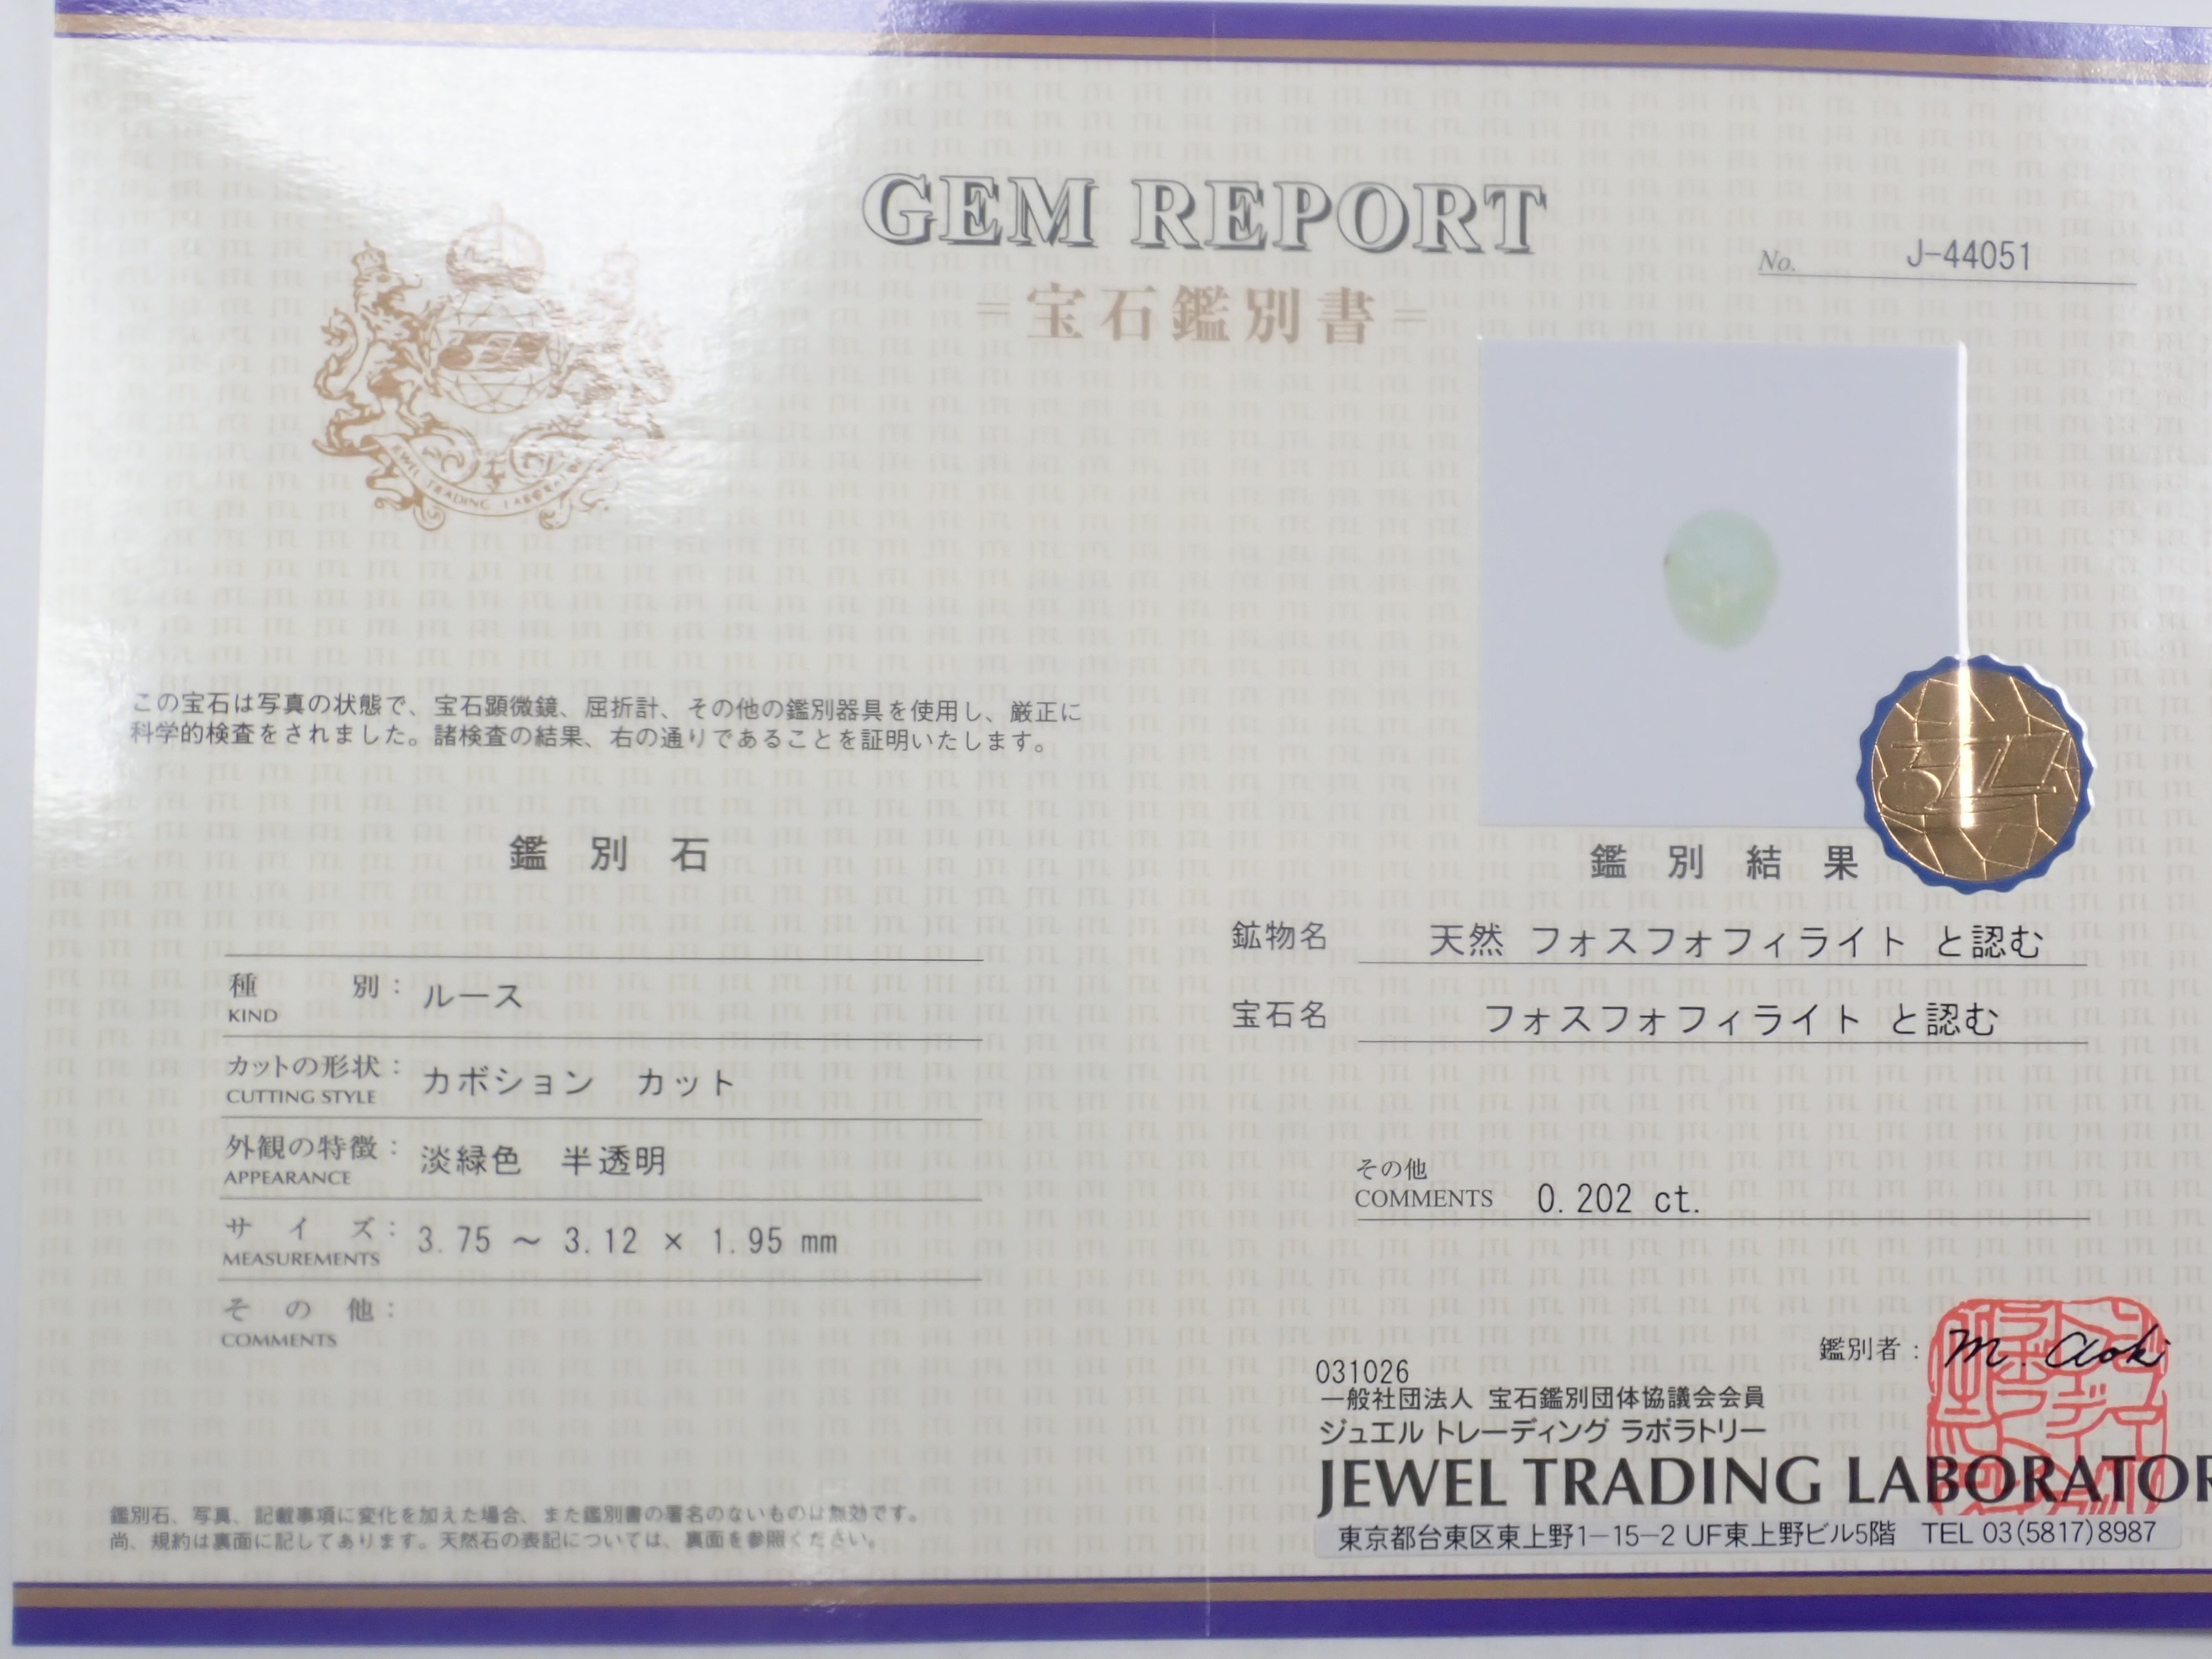 GEM REPORT
No. J-44051
=宝石鑑別書=
JEWEL TRADING LABORA
この宝石は写真の状態で、宝石顕微鏡、屈折計、その他の鑑別器具を使用し、厳正に
科学的検査をされました。諸検査の結果、右の通りであることを証明いたします。
鑑別石
種別: ルース
KIND
カットの形状: カボション カット
CUTTING STYLE
外観の特徴: 淡緑色 半透明
APPEARANCE
サイズ: 3.75 ～ 3.12 × 1.95 mm
MEASUREMENTS
その他:
COMMENTS
鑑別石、写真、記載事項に変化を加えた場合、また鑑別書の署名のないものは無効です。
尚、規約は裏面に記してあります。天然石の表記については、裏面を参照ください。
鑑別結果
鉱物名 天然 フォスフォフィライト と認む
宝石名 フォスフォフィライト と認む
その他
COMMENTS 0.202 ct.
鑑別者: M. Aoki
031026
一般社団法人 宝石鑑別団体協議会会員
ジュエル トレーディング ラボラトリー
JEWEL TRADING LABORATOR
東京都台東区東上野1－15－2 UF東上野ビル5階 TEL 03(5817)8987